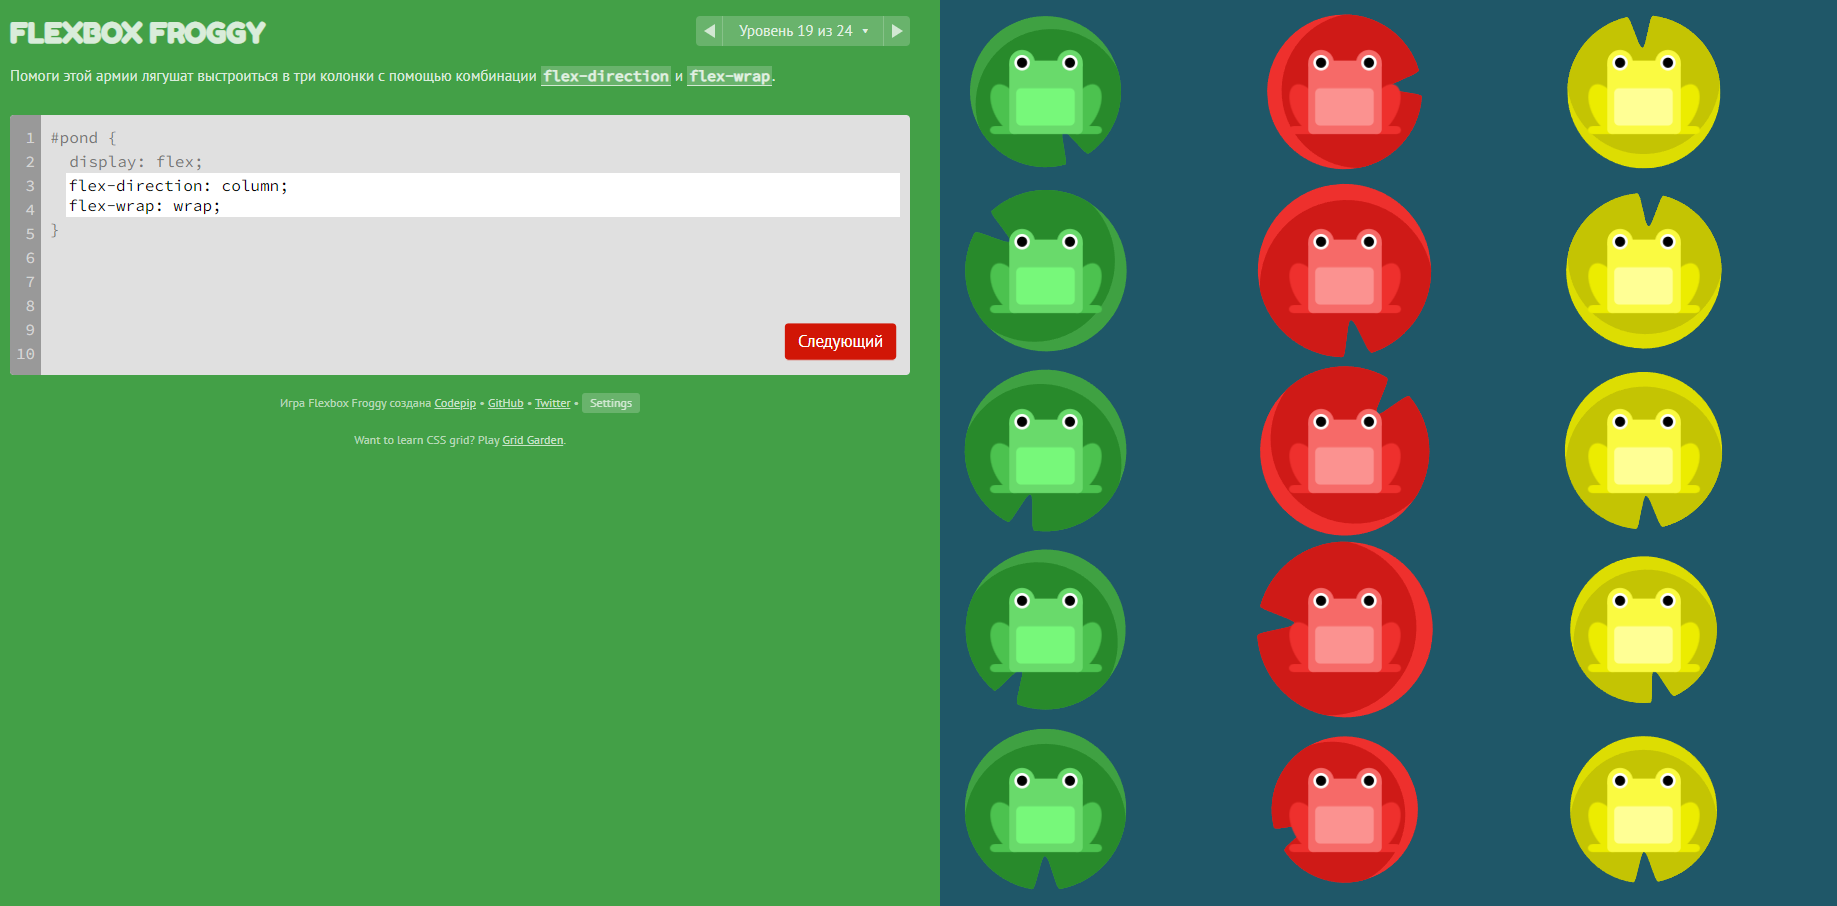 FLEXBOX FROGGY
Уровень 19 из 24
Помоги этой армии лягушат выстроиться в три колонки с помощью комбинации flex-direction и flex-wrap.
1 #pond {
2 display: flex;
3 flex-direction: column;
4 flex-wrap: wrap;
5 }
6
7
8
9
10
Следующий
Игра Flexbox Froggy создана Codepip • GitHub • Twitter • Settings
Want to learn CSS grid? Play Grid Garden.